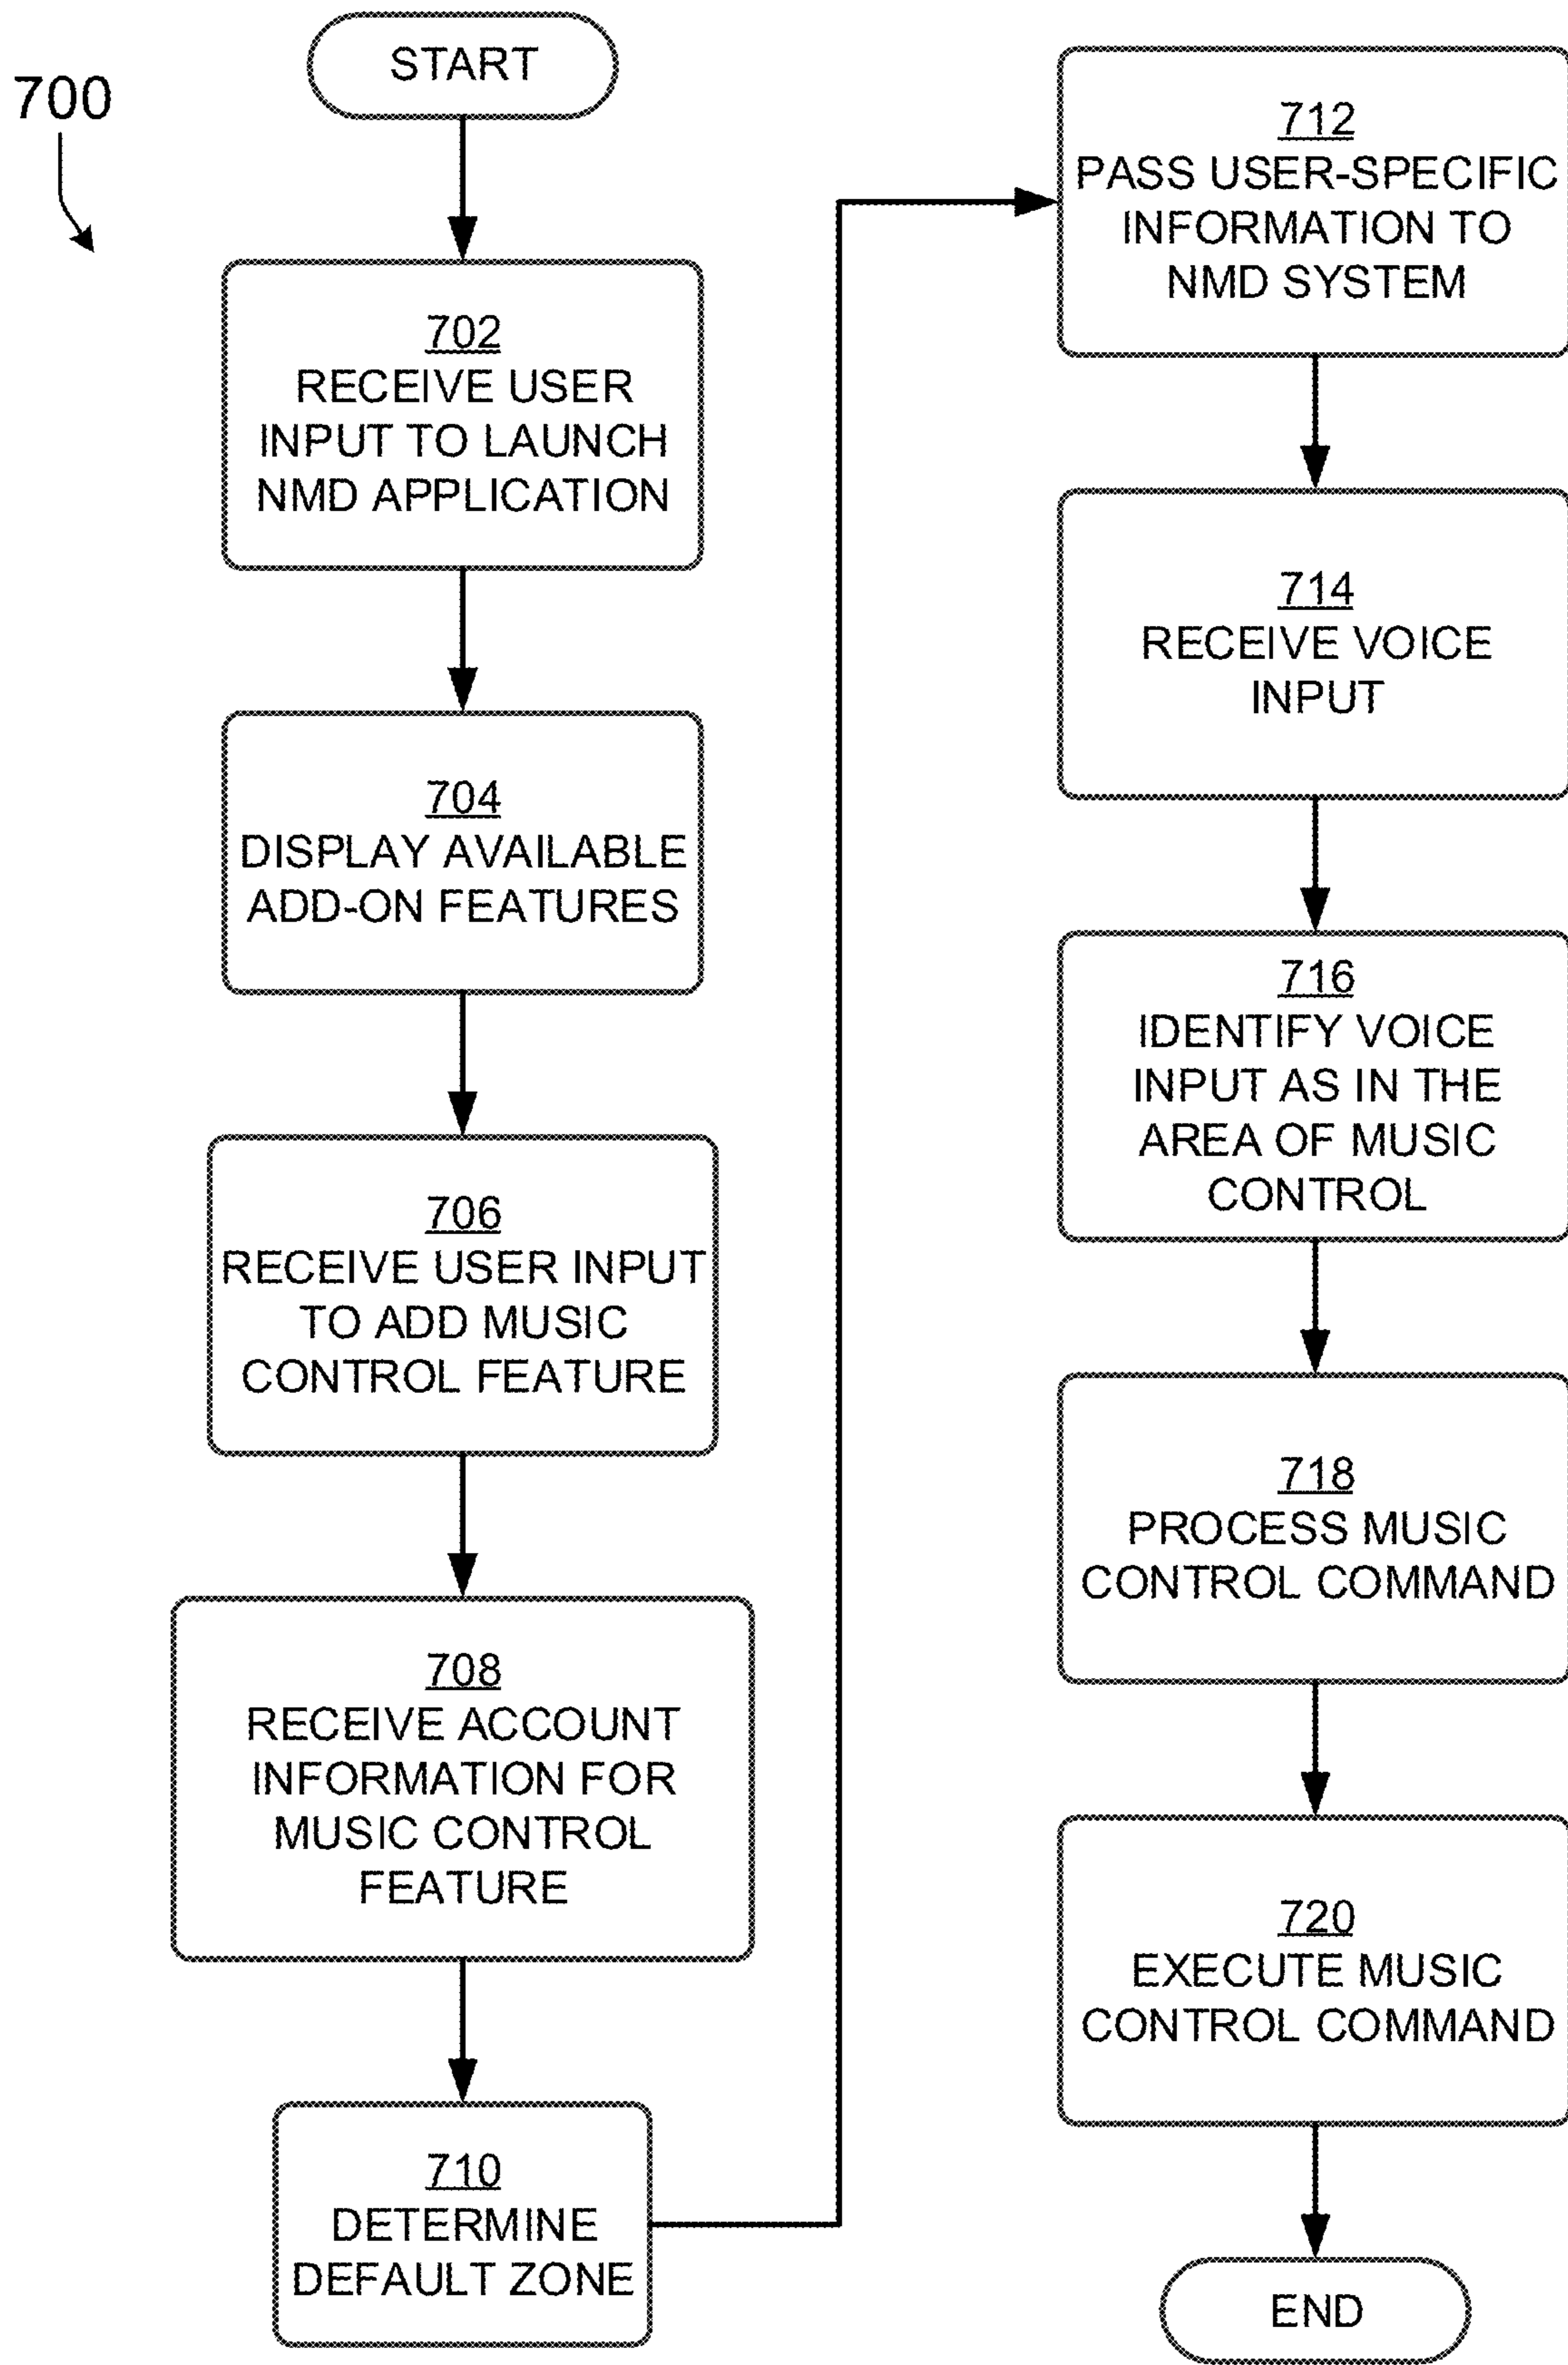 700
START
702
RECEIVE USER
INPUT TO LAUNCH
NMD APPLICATION
704
DISPLAY AVAILABLE
ADD-ON FEATURES
706
RECEIVE USER INPUT
TO ADD MUSIC
CONTROL FEATURE
708
RECEIVE ACCOUNT
INFORMATION FOR
MUSIC CONTROL
FEATURE
710
DETERMINE
DEFAULT ZONE
712
PASS USER-SPECIFIC
INFORMATION TO
NMD SYSTEM
714
RECEIVE VOICE
INPUT
716
IDENTIFY VOICE
INPUT AS IN THE
AREA OF MUSIC
CONTROL
718
PROCESS MUSIC
CONTROL COMMAND
720
EXECUTE MUSIC
CONTROL COMMAND
END